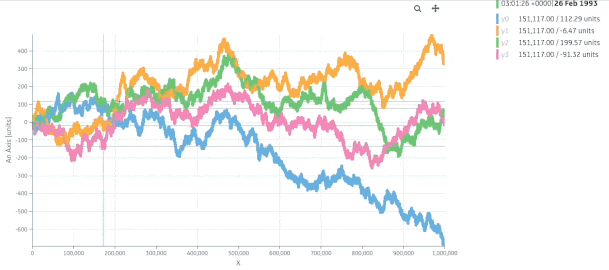 03:01:26 +0000|26 Feb 1993
y0 151,117.00 / 112.29 units
y1 151,117.00 / -6.47 units
y2 151,117.00 / 199.57 units
y3 151,117.00 / -91.32 units
An Axis [units]
400
300
200
100
0
-100
-200
-300
-400
-500
-600
0 100,000 200,000 300,000 400,000 500,000 600,000 700,000 800,000 900,000 1,000,000
X